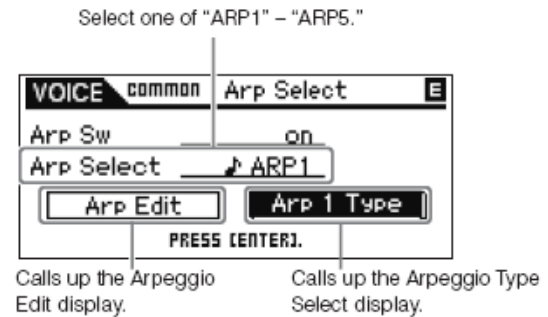 Select one of “ARP1” – “ARP5.”
VOICE common Arp Select E
Arp Sw on
Arp Select ♪ ARP1
Arp Edit Arp 1 Type
PRESS [ENTER].
Calls up the Arpeggio Calls up the Arpeggio Type
Edit display. Select display.